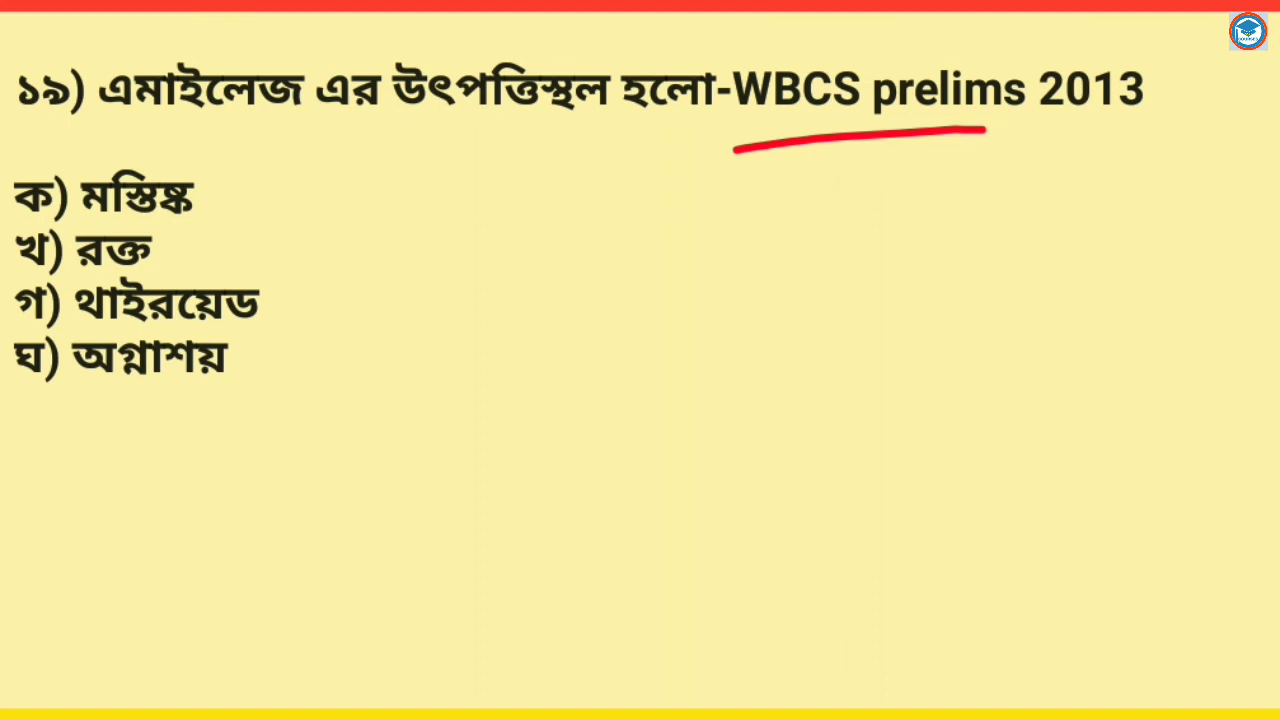 ১৯) এমাইলেজ এর উৎপত্তিস্থল হলো-WBCS prelims 2013
ক) মস্তিষ্ক
খ) রক্ত
গ) থাইরয়েড
ঘ) অগ্নাশয়